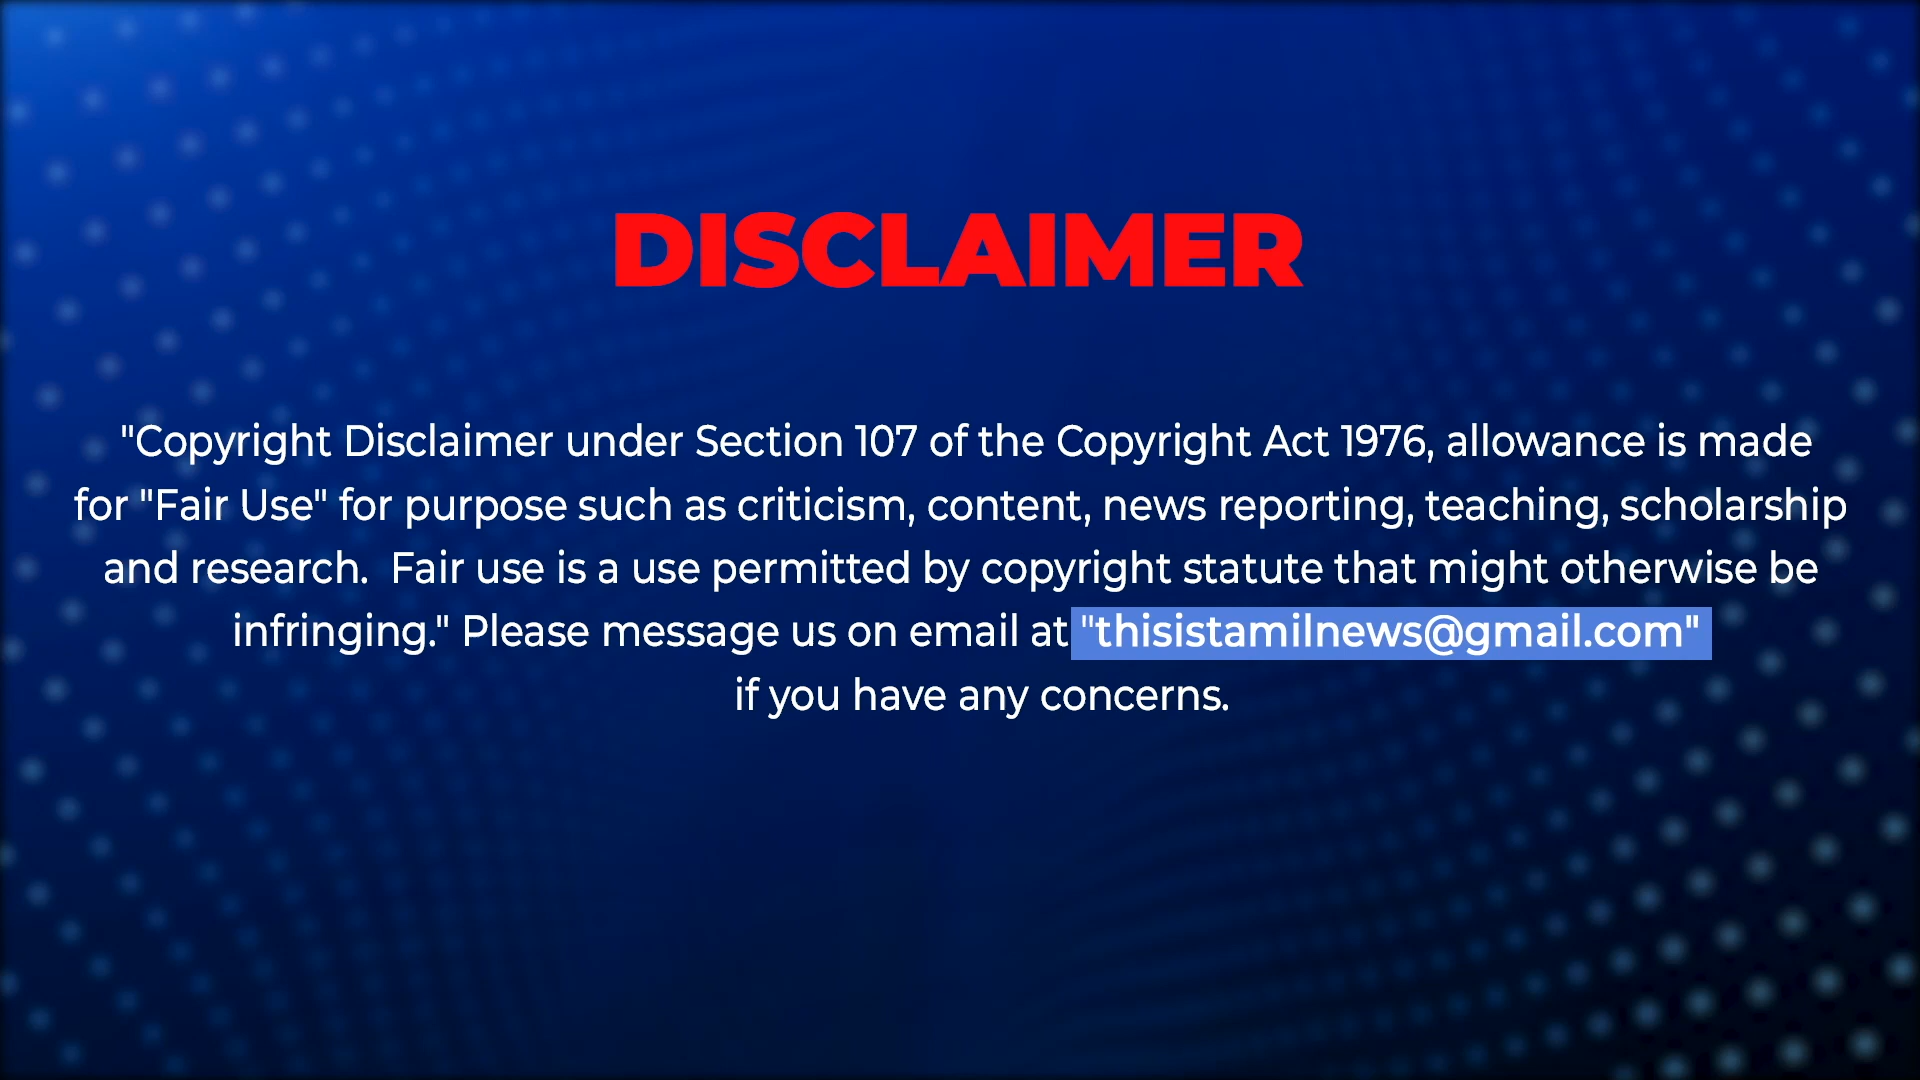 DISCLAIMER
"Copyright Disclaimer under Section 107 of the Copyright Act 1976, allowance is made
for "Fair Use" for purpose such as criticism, content, news reporting, teaching, scholarship
and research.  Fair use is a use permitted by copyright statute that might otherwise be
infringing." Please message us on email at "thisistamilnews@gmail.com"
if you have any concerns.